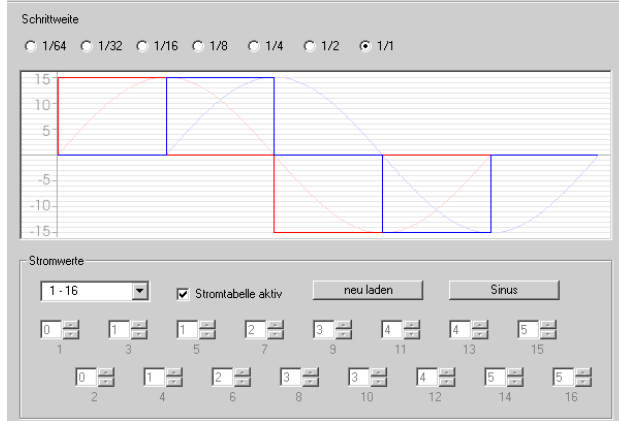 Schrittweite
1/64 1/32 1/16 1/8 1/4 1/2 1/1
15
10
5
-5
-10
-15
Stromwerte
1 - 16 Stromtabelle aktiv neu laden Sinus
0 1 1 2 3 4 4 5
1 3 5 7 9 11 13 15
0 1 2 3 3 4 5 5
2 4 6 8 10 12 14 16